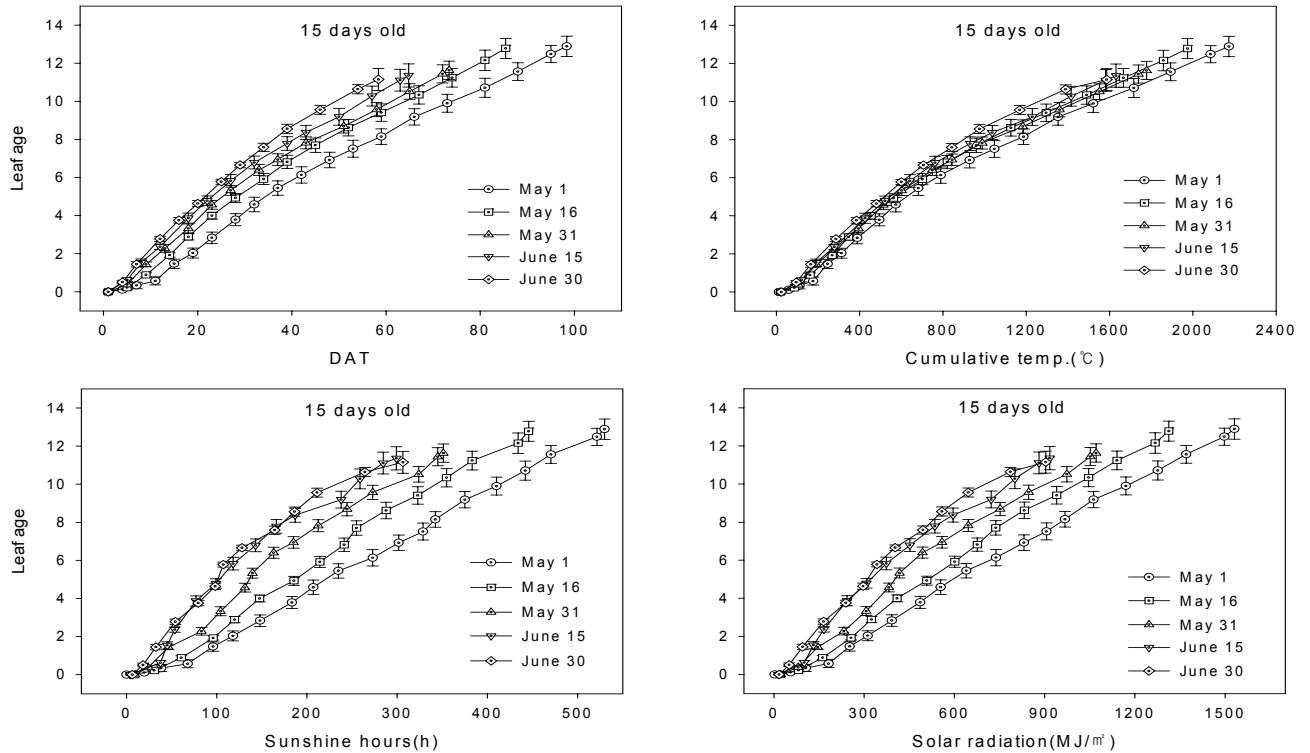 15 days old
Leaf age
14
12
10
8
6
4
2
0
May 1
May 16
May 31
June 15
June 30
0 20 40 60 80 100
DAT
15 days old
14
12
10
8
6
4
2
0
May 1
May 16
May 31
June 15
June 30
0 400 800 1200 1600 2000 2400
Cumulative temp.(℃)
15 days old
Leaf age
14
12
10
8
6
4
2
0
May 1
May 16
May 31
June 15
June 30
0 100 200 300 400 500
Sunshine hours(h)
15 days old
14
12
10
8
6
4
2
0
May 1
May 16
May 31
June 15
June 30
0 300 600 900 1200 1500
Solar radiation(MJ/㎡)